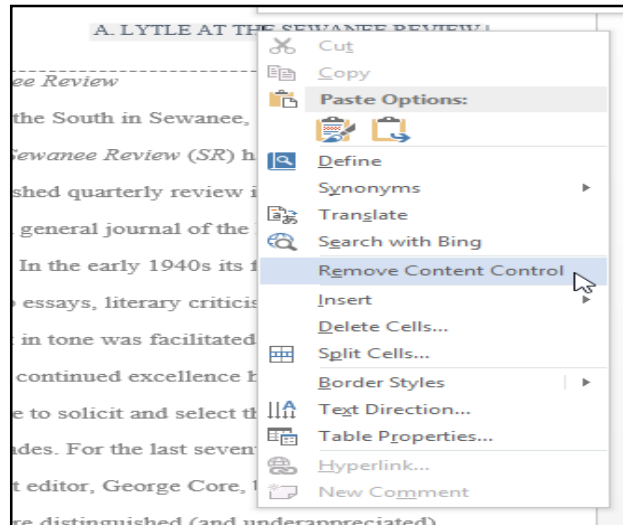 A. LYTLE AT THE SEWANEE REVIEW
Cut
ee Review
Copy
Paste Options:
the South in Sewanee,
Sewanee Review (SR) h
Define
shed quarterly review i
Synonyms
general journal of the
Translate
Search with Bing
In the early 1940s its f
Remove Content Control
essays, literary criticis
Insert
Delete Cells...
t in tone was facilitated
Split Cells...
continued excellence b
Border Styles
e to solicit and select th
Text Direction...
Table Properties...
ades. For the last seven
Hyperlink...
t editor, George Core, t
New Comment
re distinguished (and underappreciated)